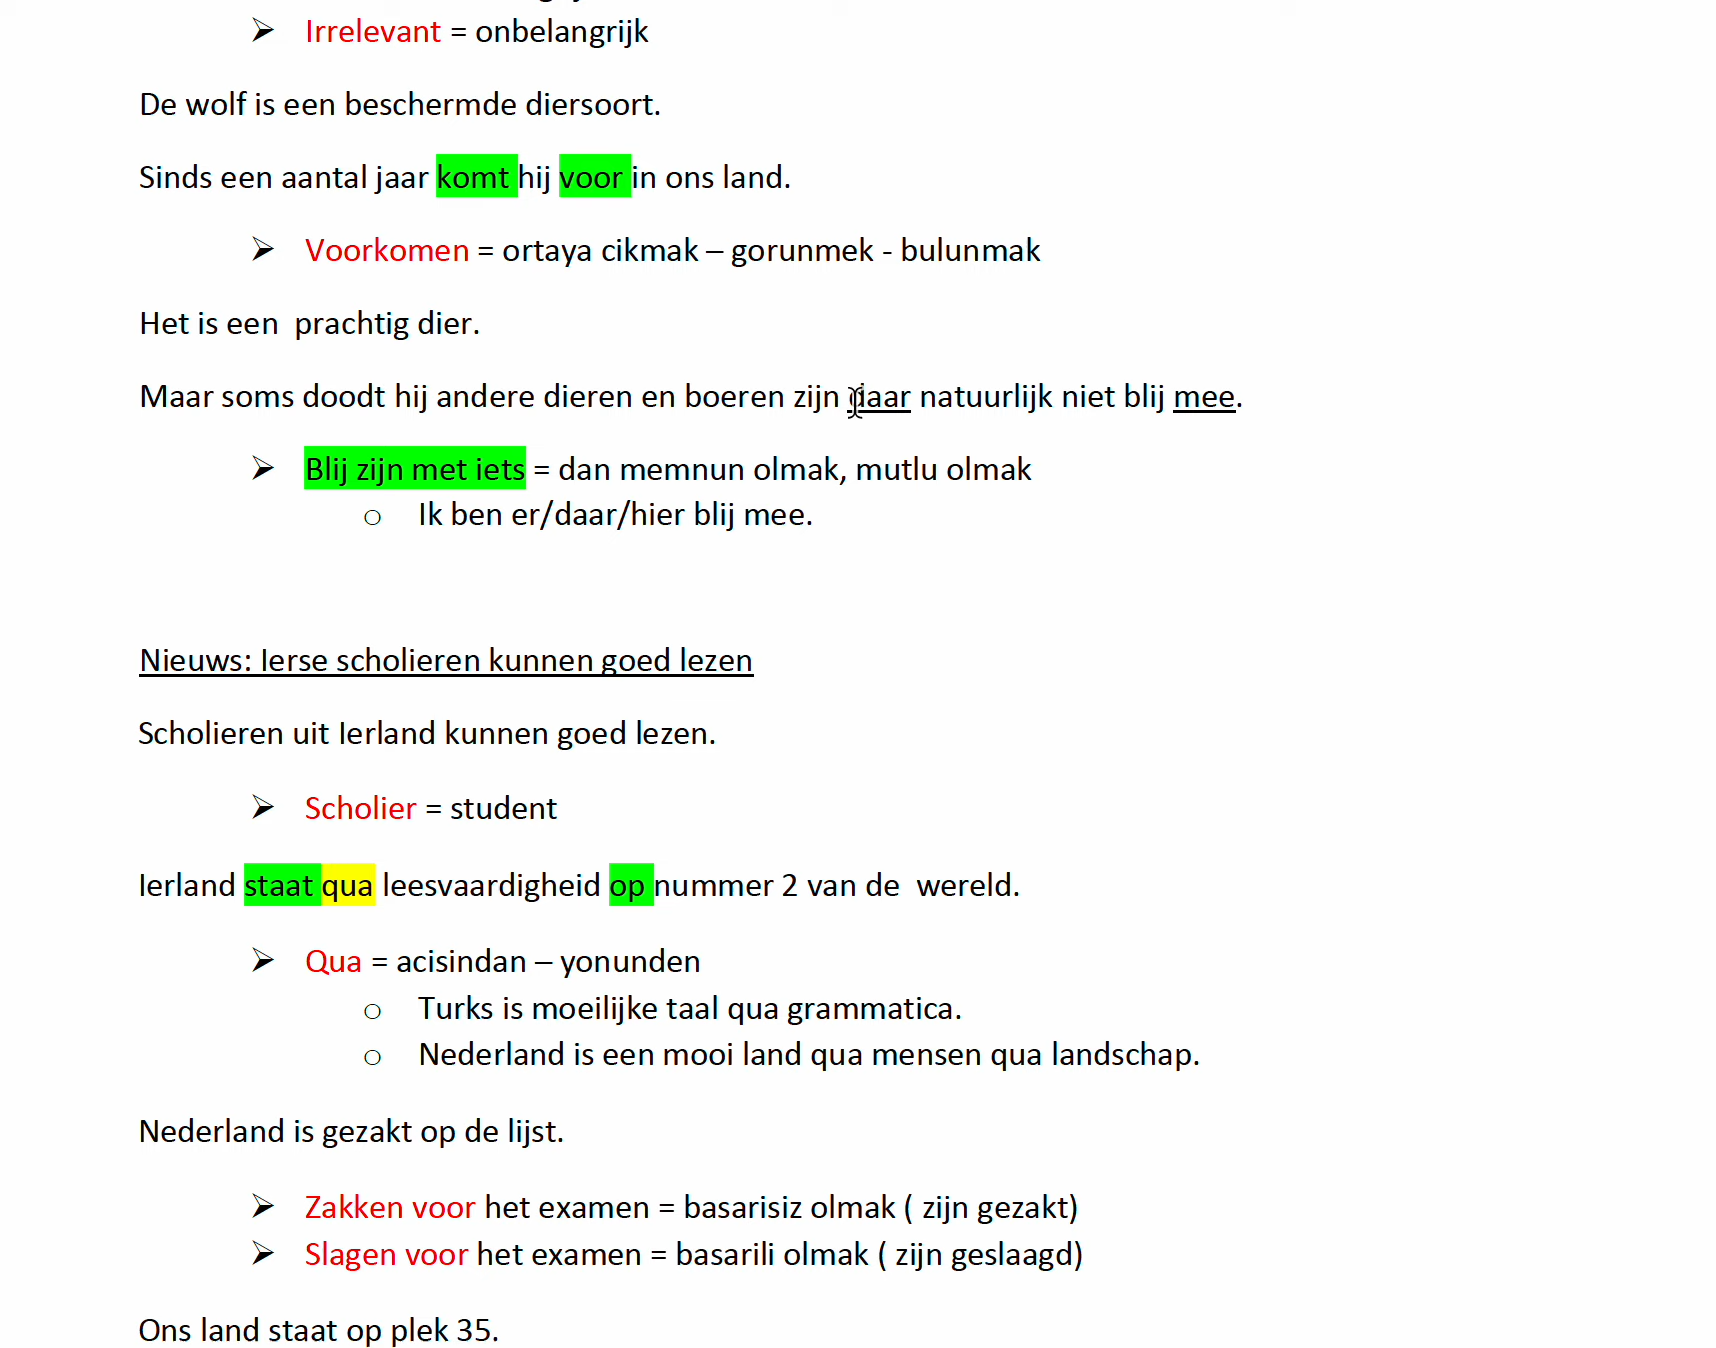 ➢ Irrelevant = onbelangrijk
De wolf is een beschermde diersoort.
Sinds een aantal jaar komt hij voor in ons land.
➢ Voorkomen = ortaya cikmak – gorunmek - bulunmak
Het is een  prachtig dier.
Maar soms doodt hij andere dieren en boeren zijn daar natuurlijk niet blij mee.
➢ Blij zijn met iets = dan memnun olmak, mutlu olmak
o Ik ben er/daar/hier blij mee.
Nieuws: Ierse scholieren kunnen goed lezen
Scholieren uit Ierland kunnen goed lezen.
➢ Scholier = student
Ierland staat qua leesvaardigheid op nummer 2 van de  wereld.
➢ Qua = acisindan – yonunden
o Turks is moeilijke taal qua grammatica.
o Nederland is een mooi land qua mensen qua landschap.
Nederland is gezakt op de lijst.
➢ Zakken voor het examen = basarisiz olmak ( zijn gezakt)
➢ Slagen voor het examen = basarili olmak ( zijn geslaagd)
Ons land staat op plek 35.